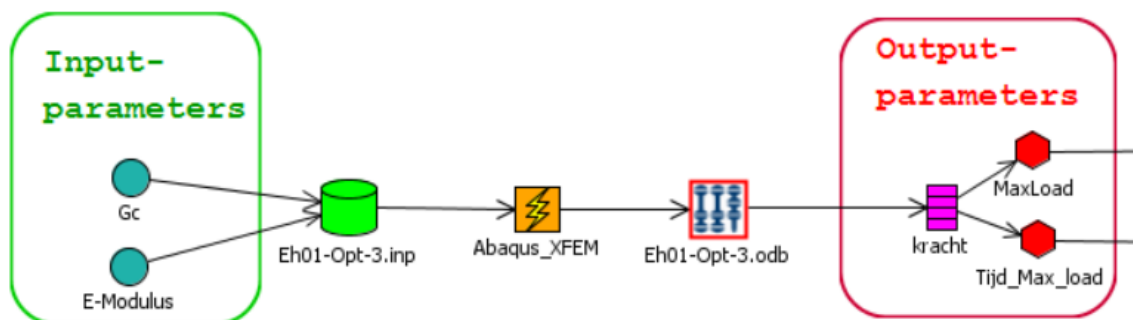 Input-
parameters
Gc
E-Modulus
Eh01-Opt-3.inp
Abaqus_XFEM
Eh01-Opt-3.odb
Output-
parameters
kracht
MaxLoad
Tijd_Max_load